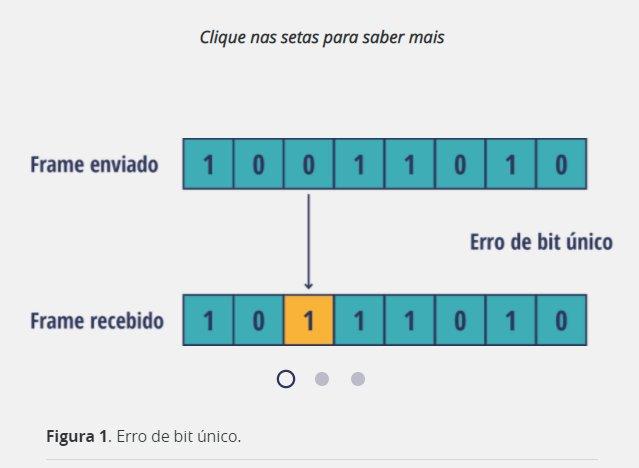 Clique nas setas para saber mais
Frame enviado 1 0 0 1 1 0 1 0
Erro de bit único
Frame recebido 1 0 1 1 1 0 1 0
Figura 1. Erro de bit único.